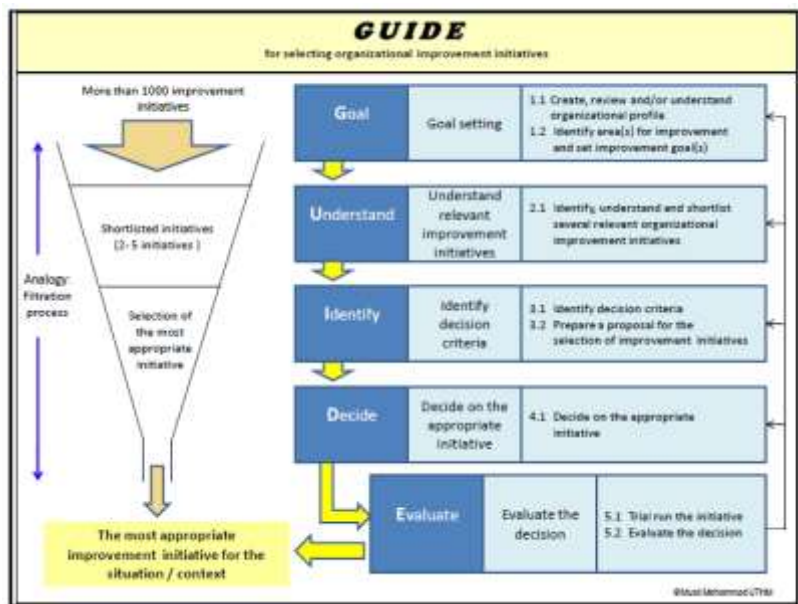 GUIDE
for selecting organizational improvement initiatives
More than 1000 improvement
initiatives
Shortlisted initiatives
(2-5 initiatives )
Analogy:
Filtration
process
Selection of
the most
appropriate
initiative
The most appropriate
improvement initiative for the
situation / context
Goal
Goal setting
1.1 Create, review and/or understand
organizational profile
1.2 Identify area(s) for improvement
and set improvement goal(s)
Understand
Understand
relevant
improvement
initiatives
2.1 Identify, understand and shortlist
several relevant organizational
improvement initiatives
Identify
Identify
decision
criteria
3.1 Identify decision criteria
3.2 Prepare a proposal for the
selection of improvement initiatives
Decide
Decide on the
appropriate
initiative
4.1 Decide on the appropriate
initiative
Evaluate
Evaluate the
decision
5.1 Trial run the initiative
5.2 Evaluate the decision